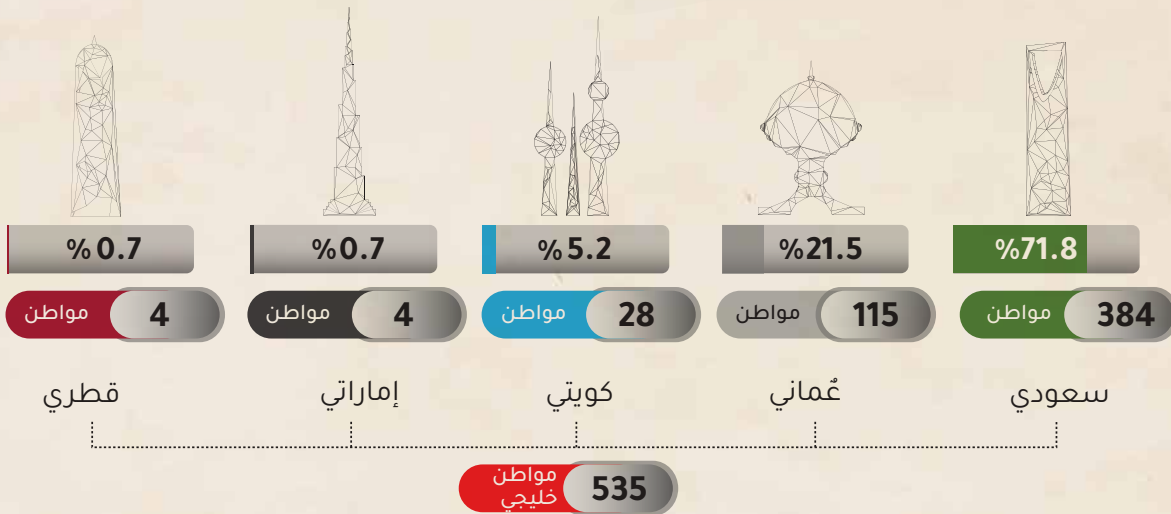 %71.8
%21.5
%5.2
%0.7
%0.7
384 مواطن
115 مواطن
28 مواطن
4 مواطن
4 مواطن
سعودي
عُماني
كويتي
إماراتي
قطري
535 مواطن
خليجي